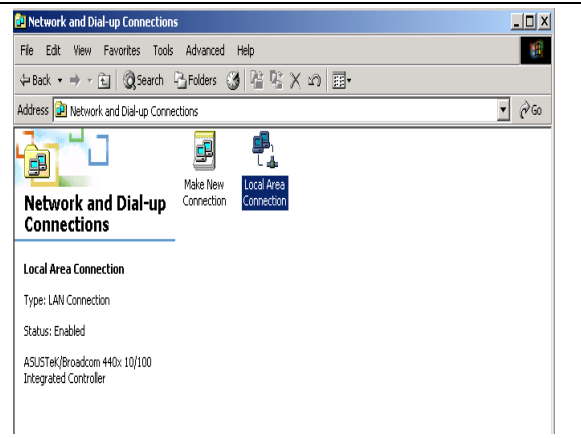 Network and Dial-up Connections
File Edit View Favorites Tools Advanced Help
Back Search Folders
Address Network and Dial-up Connections Go
Make New
Connection
Local Area
Connection
Network and Dial-up
Connections
Local Area Connection
Type: LAN Connection
Status: Enabled
ASUSTeK/Broadcom 440x 10/100
Integrated Controller